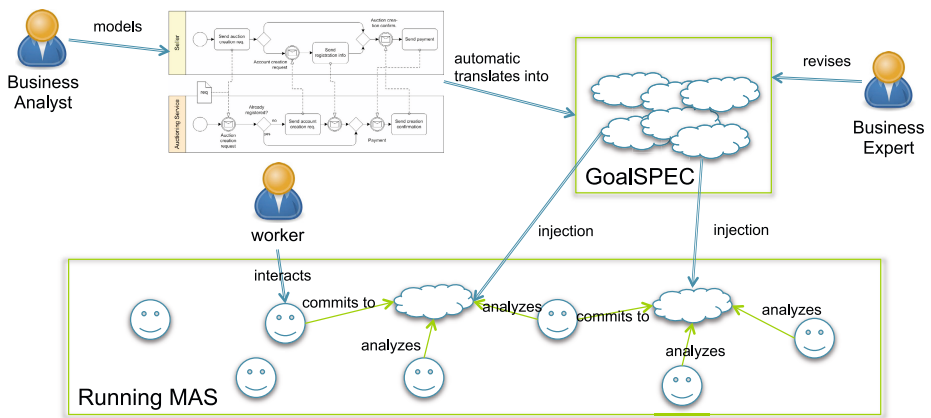 models
Business
Analyst
Seller
Send auction
creation req.
Account creation
request
Send
registration info
Auction crea-
tion confirm.
Send payment
req
Auctioning Service
Auction
creation
request
Already
registered?
no
yes
Send account
creation req.
Payment
Send creation
confirmation
automatic
translates into
revises
Business
Expert
GoalSPEC
worker
injection
injection
interacts
commits to
analyzes
analyzes
commits to
analyzes
analyzes
Running MAS